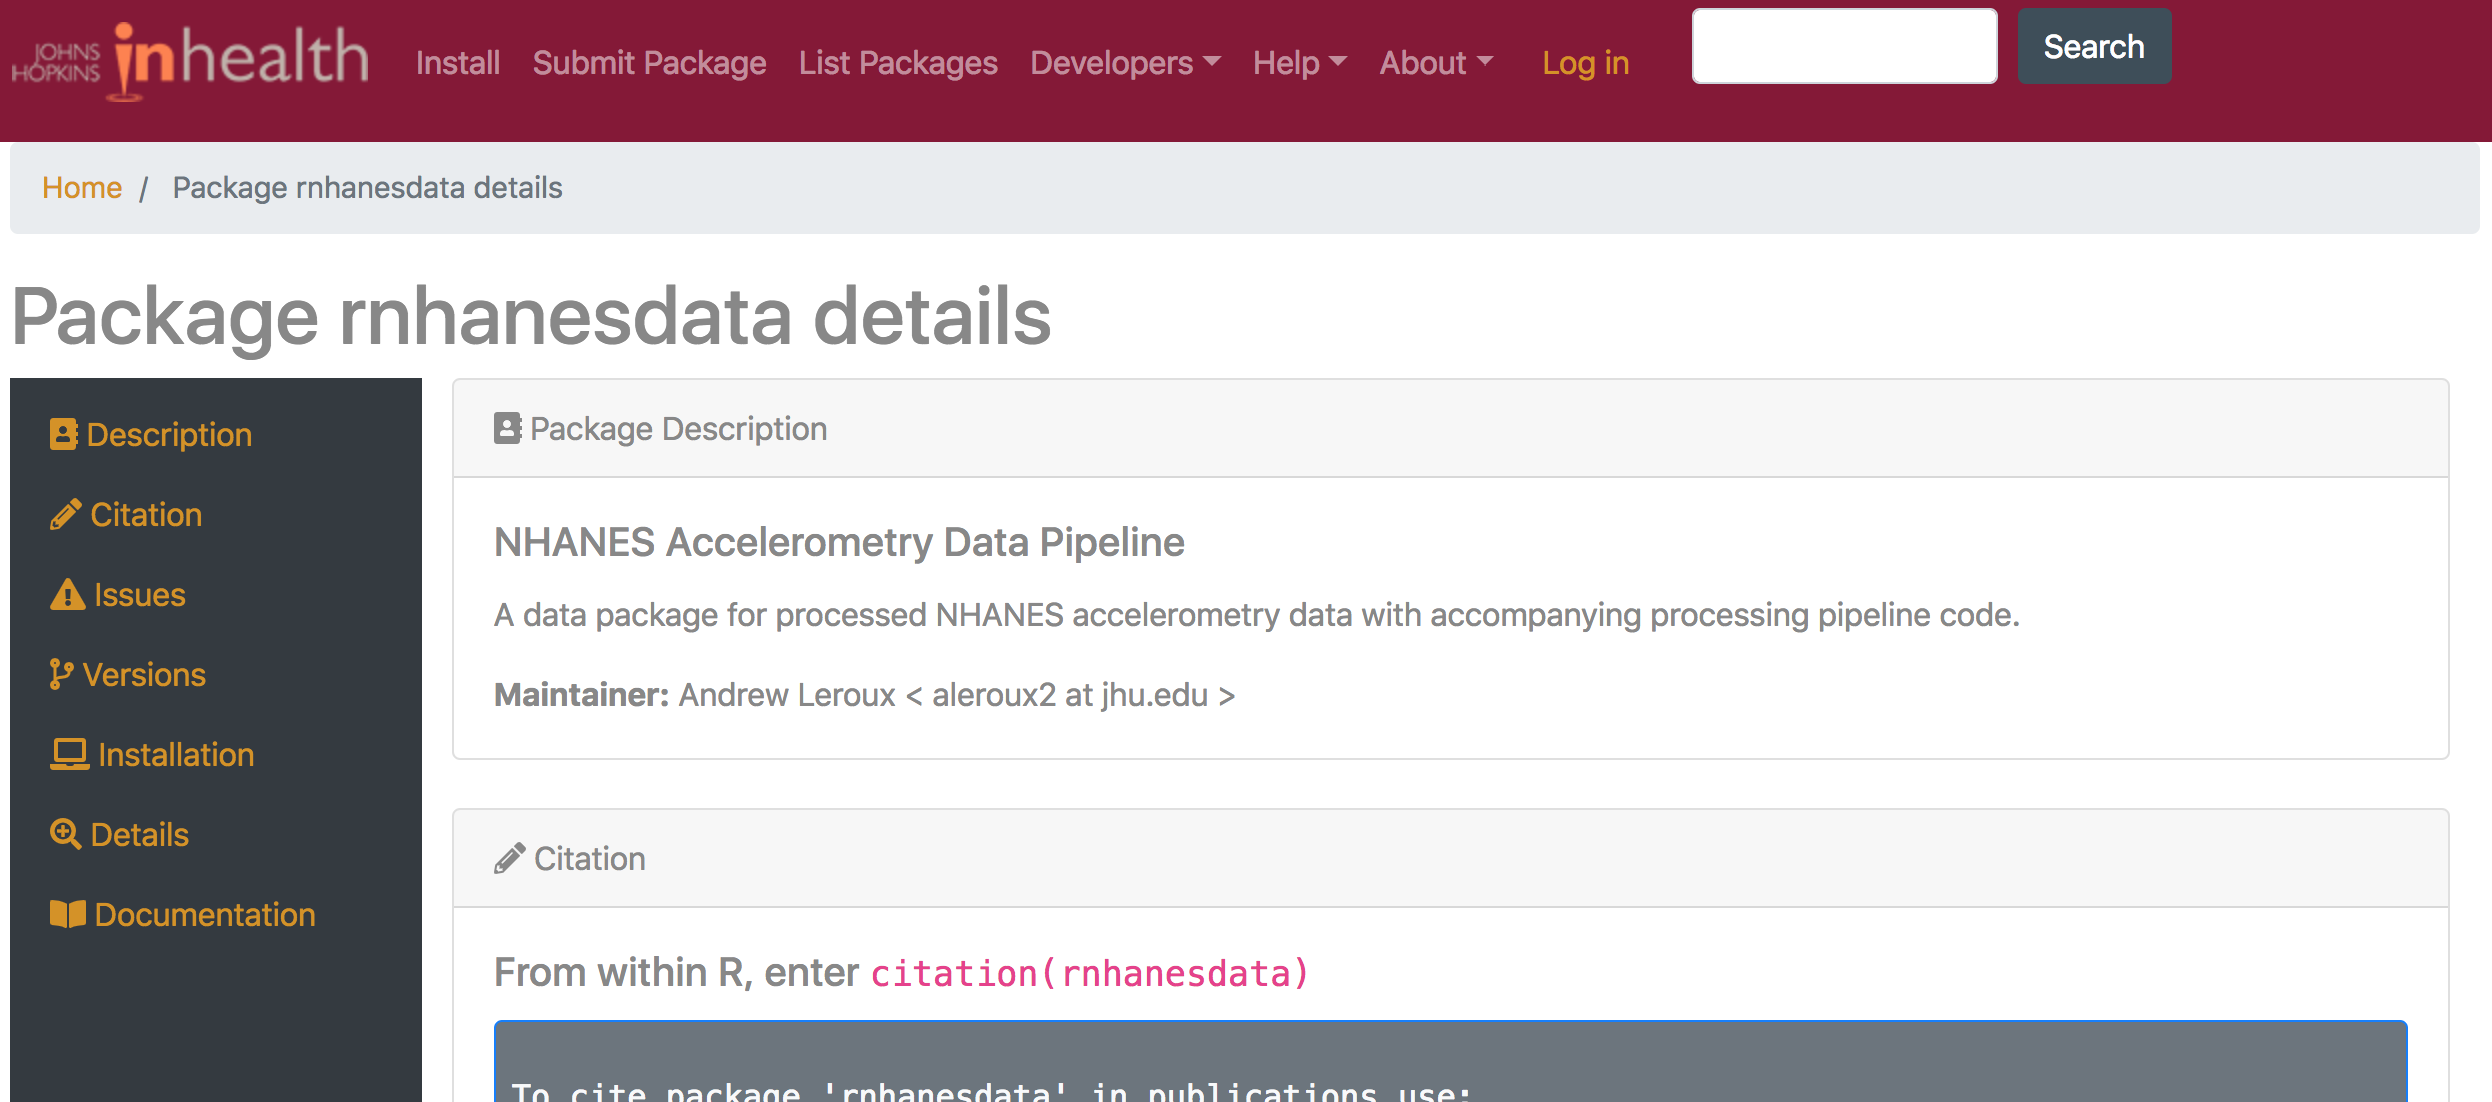 JOHNS HOPKINS inhealth Install Submit Package List Packages Developers Help About Log in Search
Home / Package rnhanesdata details
Package rnhanesdata details
Description
Citation
Issues
Versions
Installation
Details
Documentation
Package Description
NHANES Accelerometry Data Pipeline
A data package for processed NHANES accelerometry data with accompanying processing pipeline code.
Maintainer: Andrew Leroux < aleroux2 at jhu.edu >
Citation
From within R, enter citation(rnhanesdata)
To cite package 'rnhanesdata' in publications use: